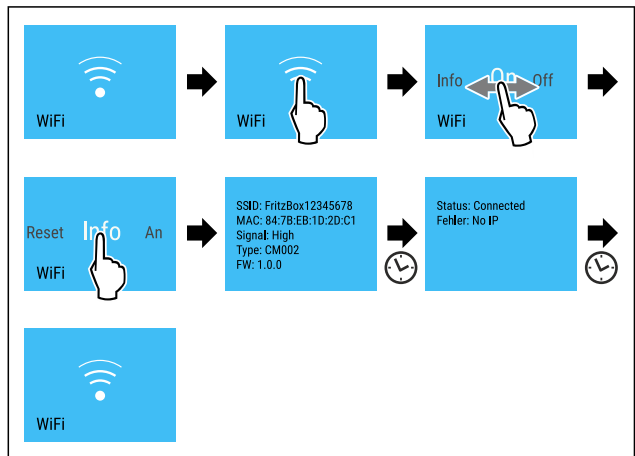 WiFi
WiFi
Info On Off
WiFi
Reset Info An
WiFi
SSID: FritzBox12345678
MAC: 84:7B:EB:1D:2D:C1
Signal: High
Type: CM002
FW: 1.0.0
Status: Connected
Fehler: No IP
WiFi